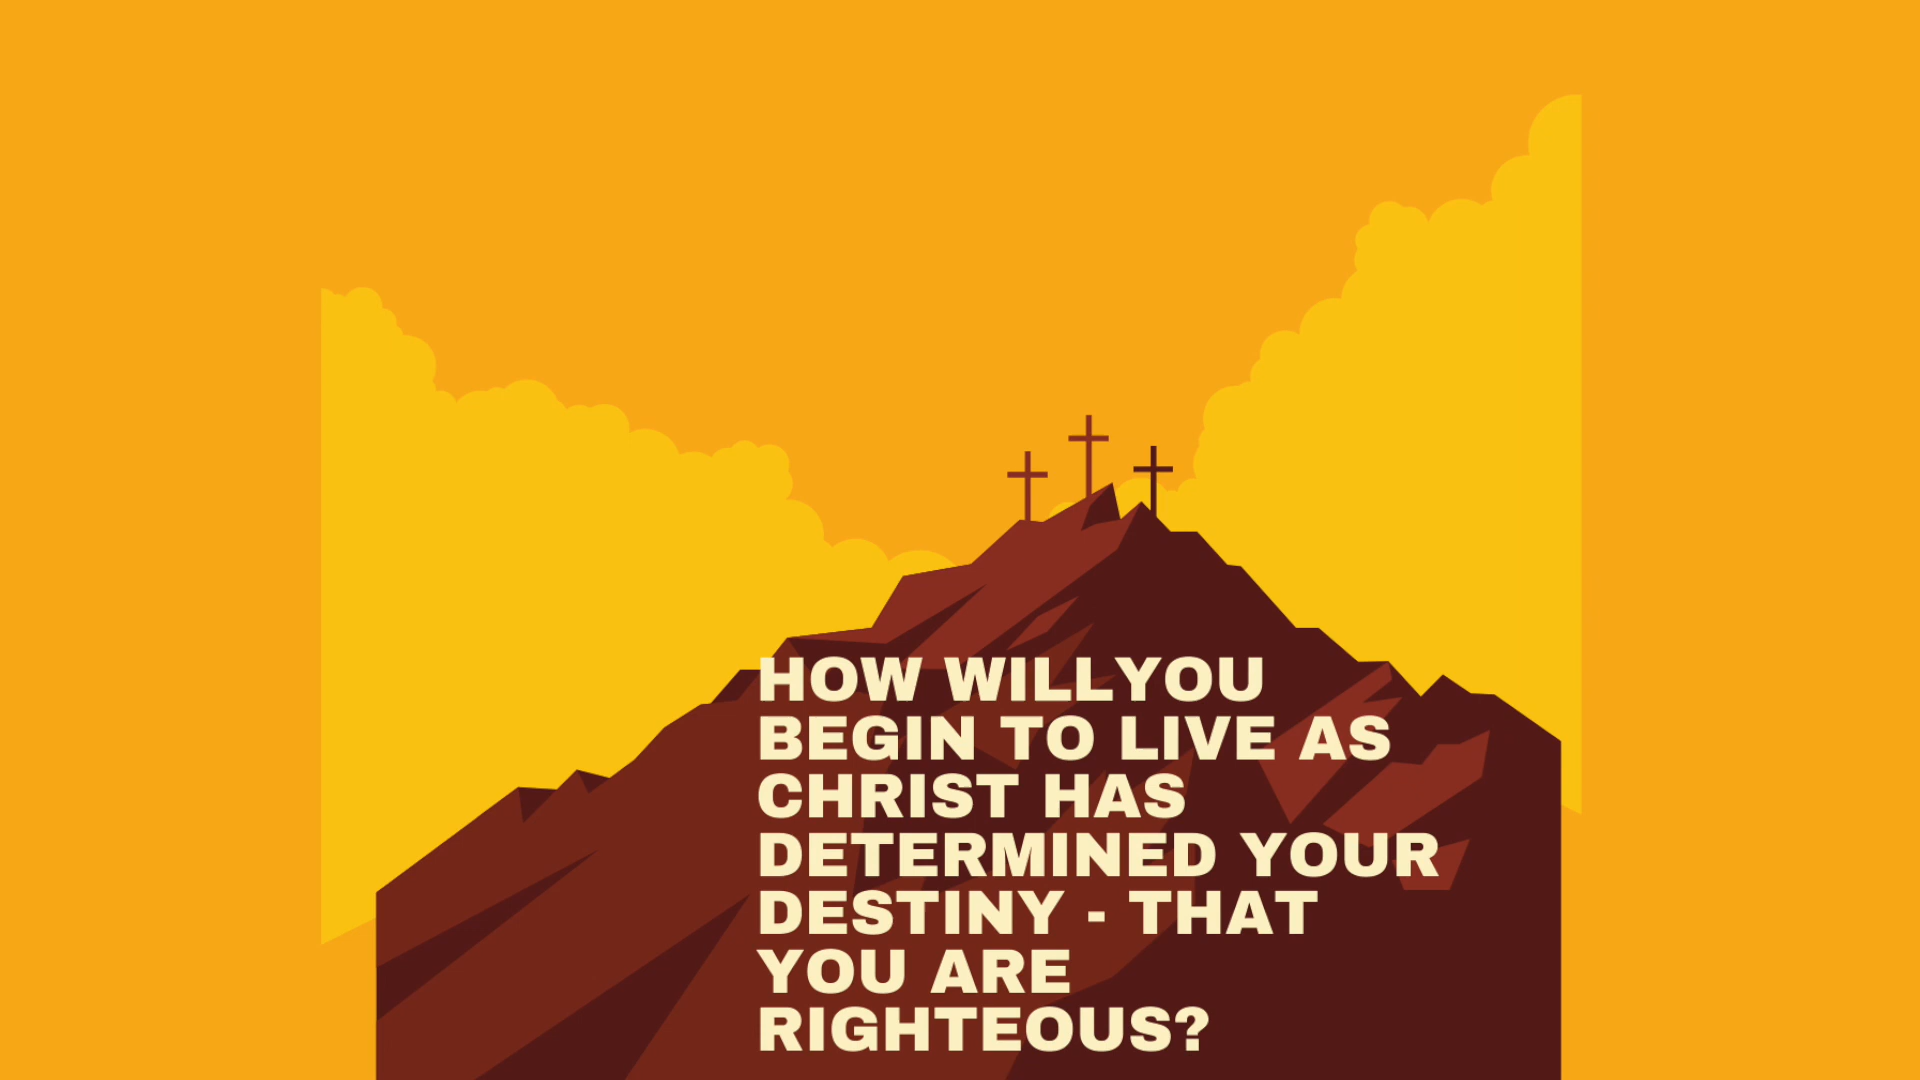 HOW WILLYOU
BEGIN TO LIVE AS
CHRIST HAS
DETERMINED YOUR
DESTINY - THAT
YOU ARE
RIGHTEOUS?